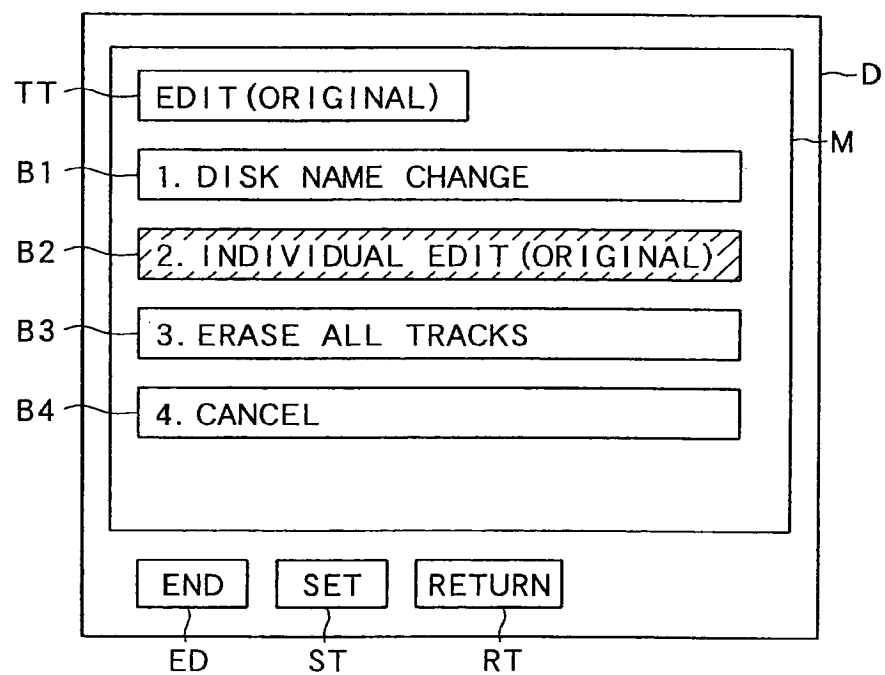 TT EDIT(ORIGINAL) D
M
B1 1. DISK NAME CHANGE
B2 2. INDIVIDUAL EDIT(ORIGINAL)
B3 3. ERASE ALL TRACKS
B4 4. CANCEL
END SET RETURN
ED ST RT